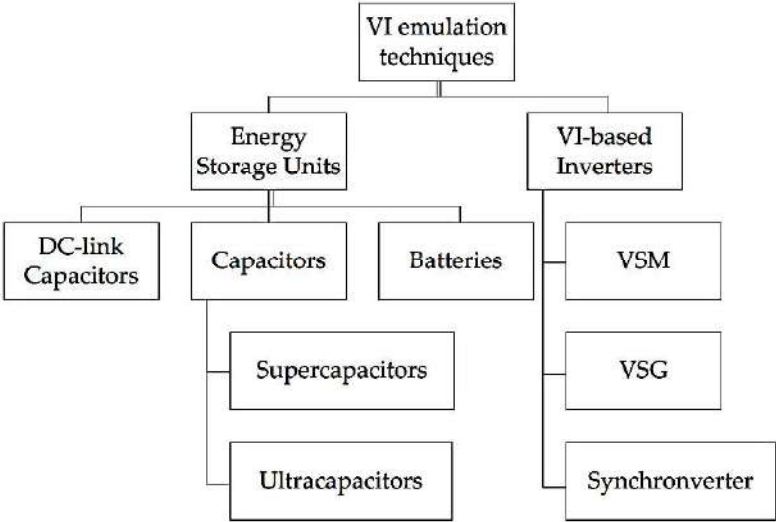 VI emulation
techniques
Energy
Storage Units
VI-based
Inverters
DC-link
Capacitors
Capacitors
Batteries
VSM
Supercapacitors
VSG
Ultracapacitors
Synchronverter